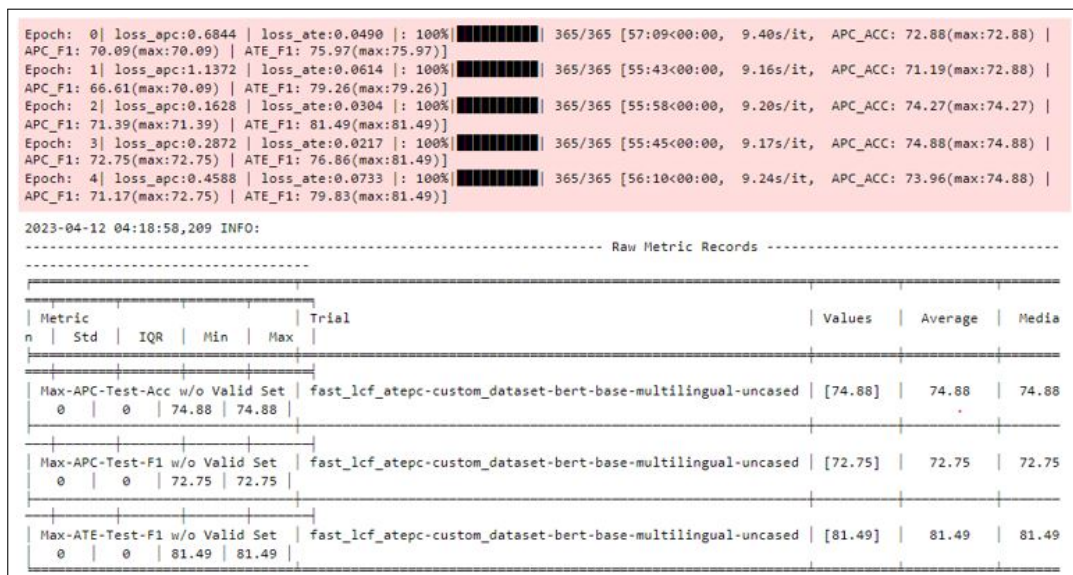 Epoch:  0| loss_apc:0.6844 | loss_ate:0.0490 |: 100%|██████████| 365/365 [57:09<00:00,  9.40s/it,  APC_ACC: 72.88(max:72.88) |
APC_F1: 70.09(max:70.09) | ATE_F1: 75.97(max:75.97)]
Epoch:  1| loss_apc:1.1372 | loss_ate:0.0614 |: 100%|██████████| 365/365 [55:43<00:00,  9.16s/it,  APC_ACC: 71.19(max:72.88) |
APC_F1: 66.61(max:70.09) | ATE_F1: 79.26(max:79.26)]
Epoch:  2| loss_apc:0.1628 | loss_ate:0.0304 |: 100%|██████████| 365/365 [55:58<00:00,  9.20s/it,  APC_ACC: 74.27(max:74.27) |
APC_F1: 71.39(max:71.39) | ATE_F1: 81.49(max:81.49)]
Epoch:  3| loss_apc:0.2872 | loss_ate:0.0217 |: 100%|██████████| 365/365 [55:45<00:00,  9.17s/it,  APC_ACC: 74.88(max:74.88) |
APC_F1: 72.75(max:72.75) | ATE_F1: 76.86(max:81.49)]
Epoch:  4| loss_apc:0.4588 | loss_ate:0.0733 |: 100%|██████████| 365/365 [56:10<00:00,  9.24s/it,  APC_ACC: 73.96(max:74.88) |
APC_F1: 71.17(max:72.75) | ATE_F1: 79.83(max:81.49)]
2023-04-12 04:18:58,209 INFO:
Raw Metric Records
| Metric | Trial | Values | Average | Media
n | Std | IQR | Min | Max |
| Max-APC-Test-Acc w/o Valid Set | fast_lcf_atepc-custom_dataset-bert-base-multilingual-uncased | [74.88] | 74.88 | 74.88
| 0 | 0 | 74.88 | 74.88 |
| Max-APC-Test-F1 w/o Valid Set | fast_lcf_atepc-custom_dataset-bert-base-multilingual-uncased | [72.75] | 72.75 | 72.75
| 0 | 0 | 72.75 | 72.75 |
| Max-ATE-Test-F1 w/o Valid Set | fast_lcf_atepc-custom_dataset-bert-base-multilingual-uncased | [81.49] | 81.49 | 81.49
| 0 | 0 | 81.49 | 81.49 |